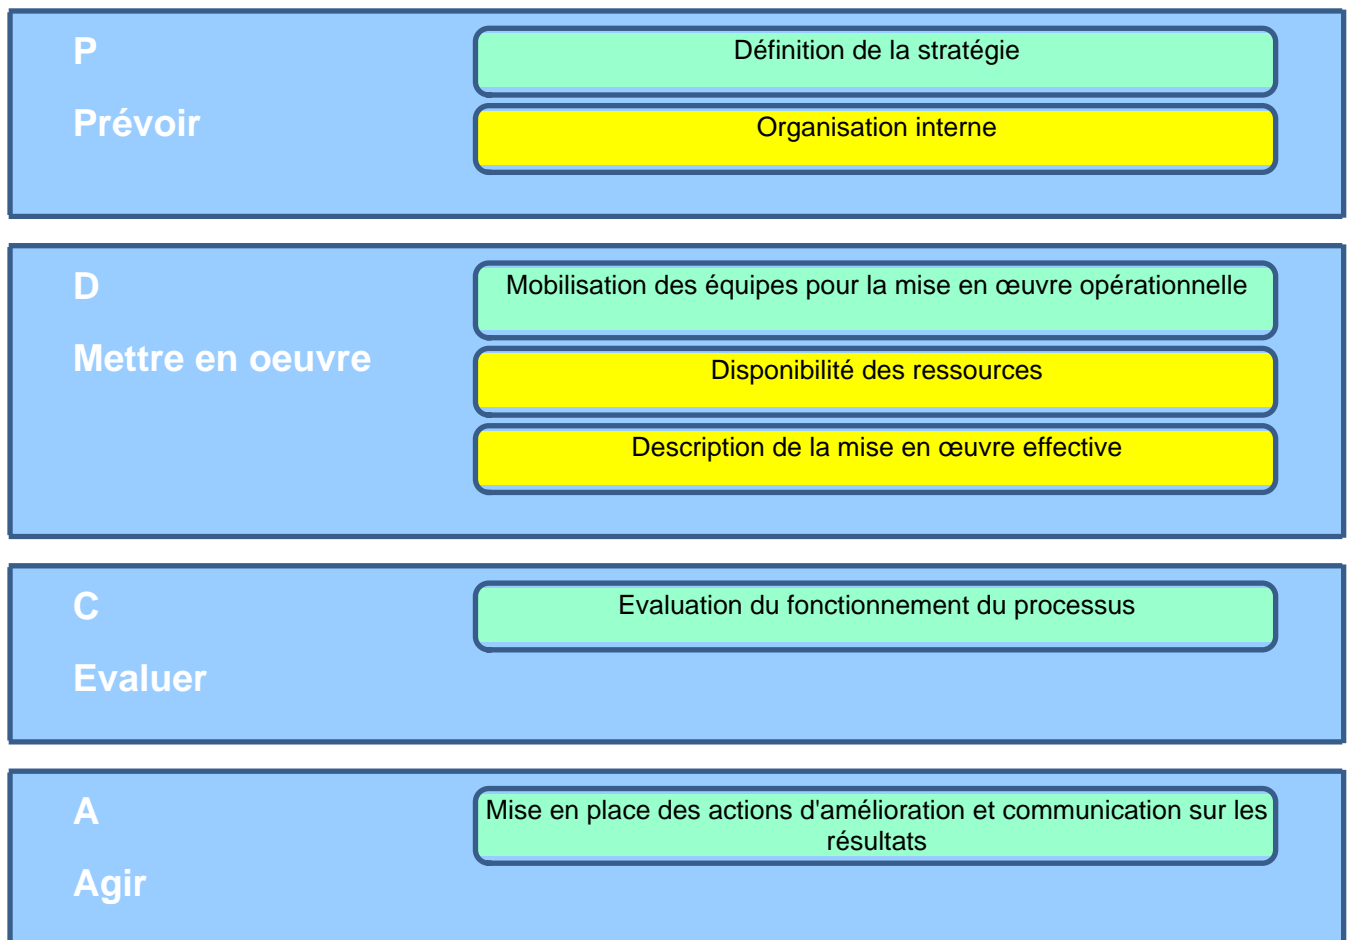 P
Définition de la stratégie
Prévoir
Organisation interne
D
Mobilisation des équipes pour la mise en œuvre opérationnelle
Mettre en oeuvre
Disponibilité des ressources
Description de la mise en œuvre effective
C
Evaluation du fonctionnement du processus
Evaluer
A
Mise en place des actions d'amélioration et communication sur les
résultats
Agir